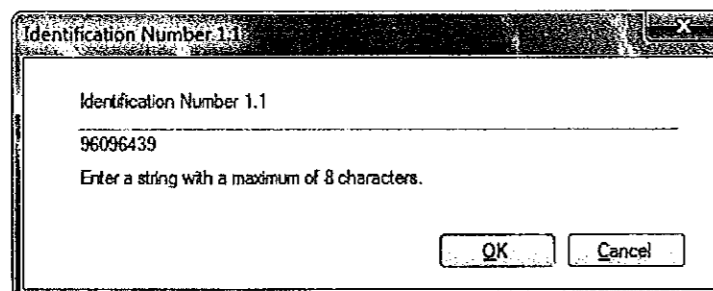 Identification Number 1.1
Identification Number 1.1
96096439
Enter a string with a maximum of 8 characters.
OK Cancel